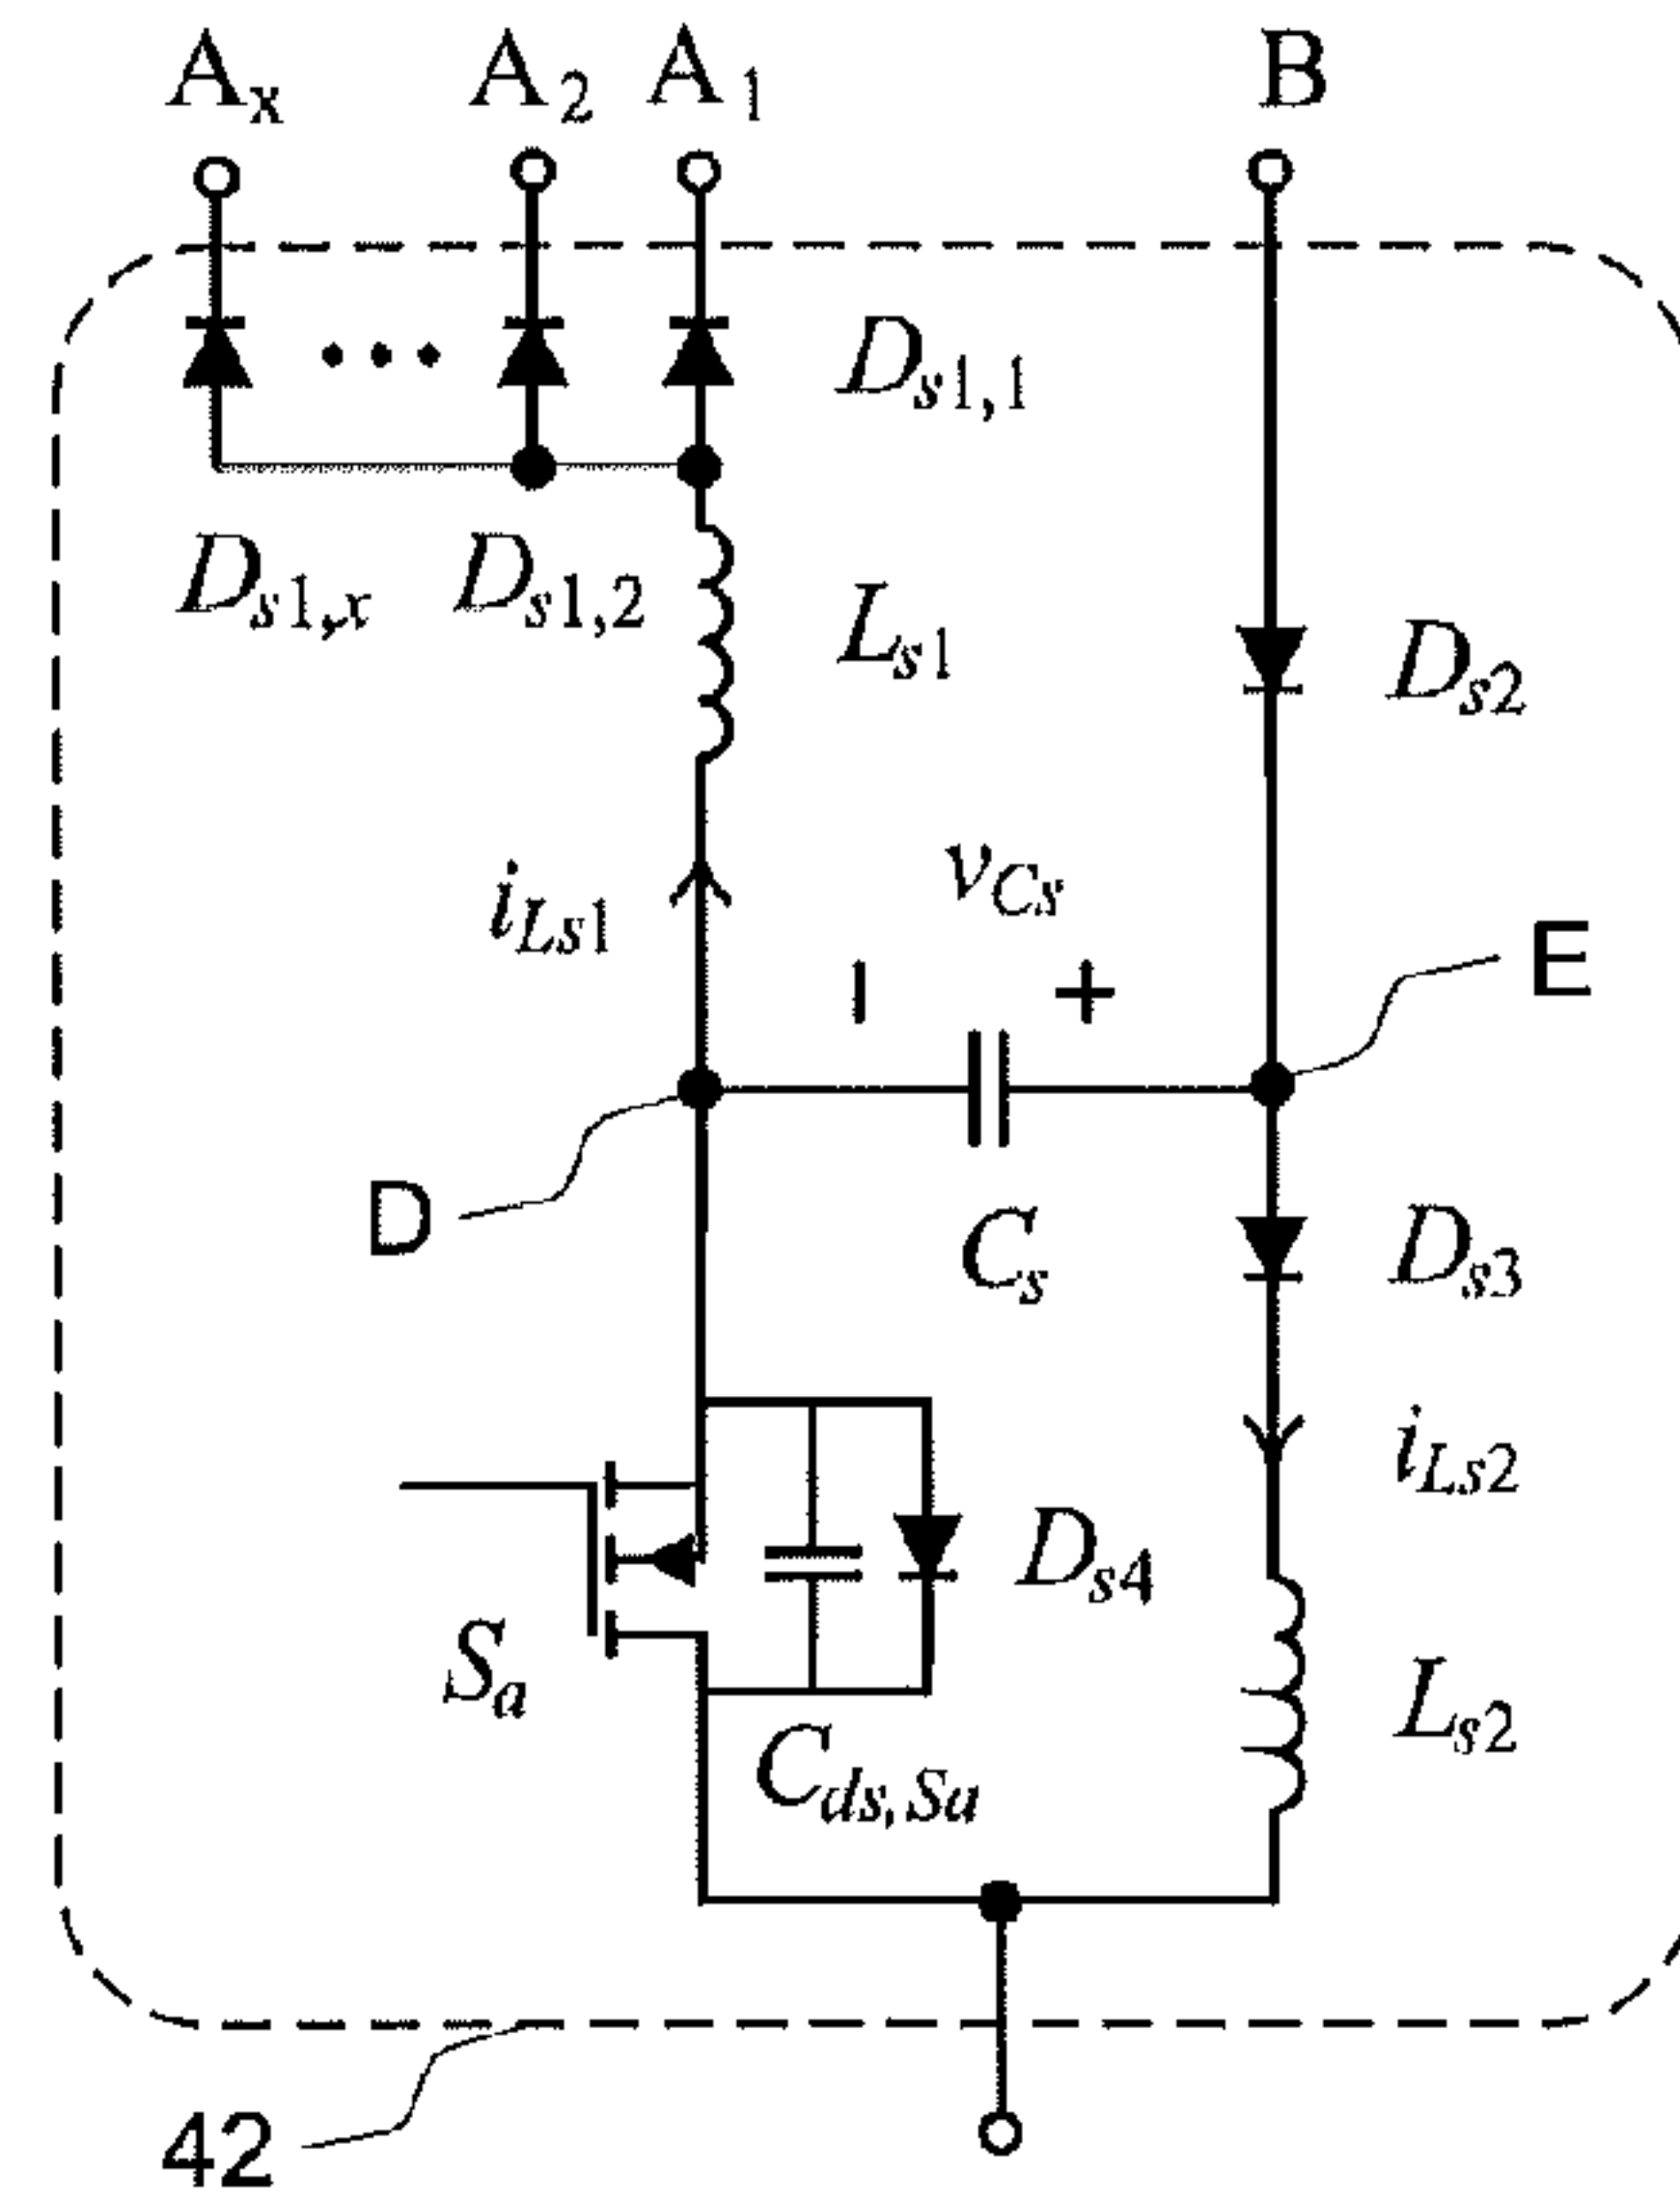 Ax A2 A1 B
Ds1,1
Ds1,x Ds1,2
Ls1
Ds2
vCs
iLs1
− +
E
D
Cs
Ds3
iLs2
Ds4
Sa
Ls2
Cds,Sa
42